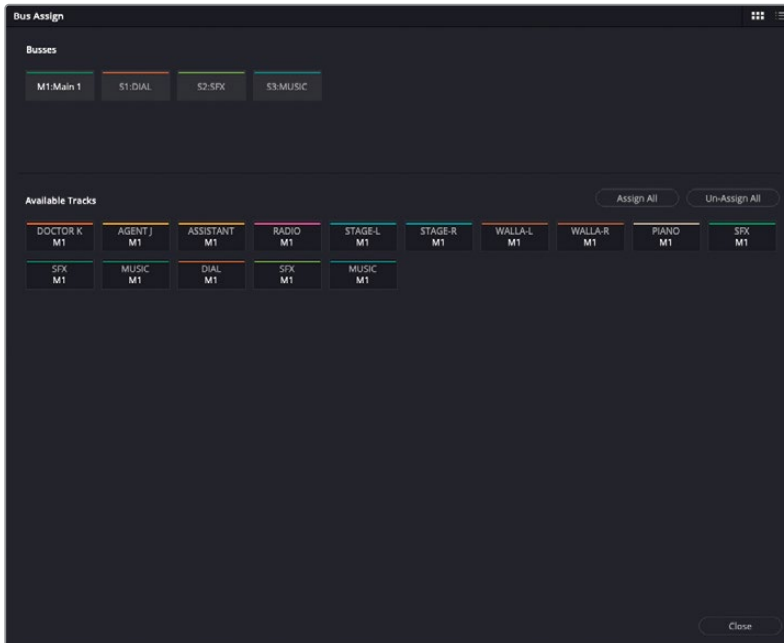 Bus Assign
Busses
M1:Main 1 S1:DIAL S2:SFX S3:MUSIC
Available Tracks Assign All Un-Assign All
DOCTOR K AGENT J ASSISTANT RADIO STAGE-L STAGE-R WALLA-L WALLA-R PIANO SFX
M1 M1 M1 M1 M1 M1 M1 M1 M1 M1
SFX MUSIC DIAL SFX MUSIC
M1 M1 M1 M1 M1
Close